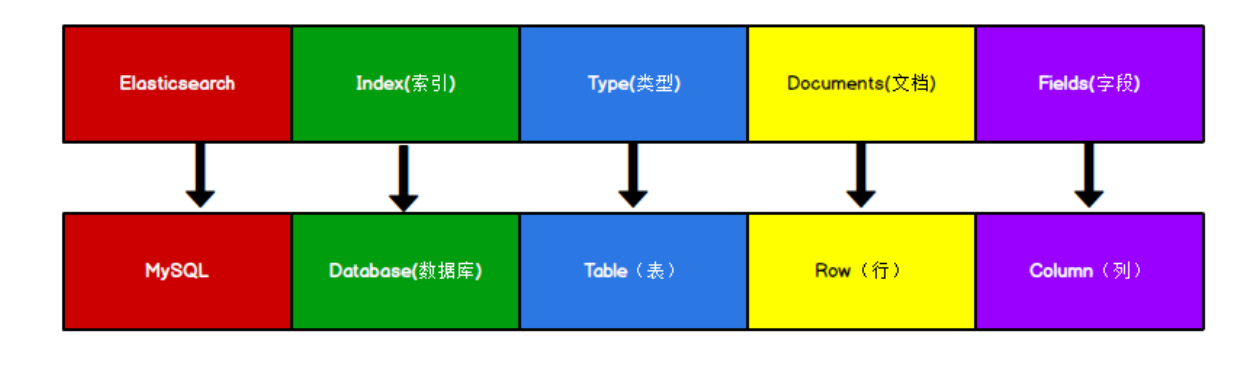 Elasticsearch
Index(索引)
Type(类型)
Documents(文档)
Fields(字段)
MySQL
Database(数据库)
Table（表）
Row（行）
Column（列）